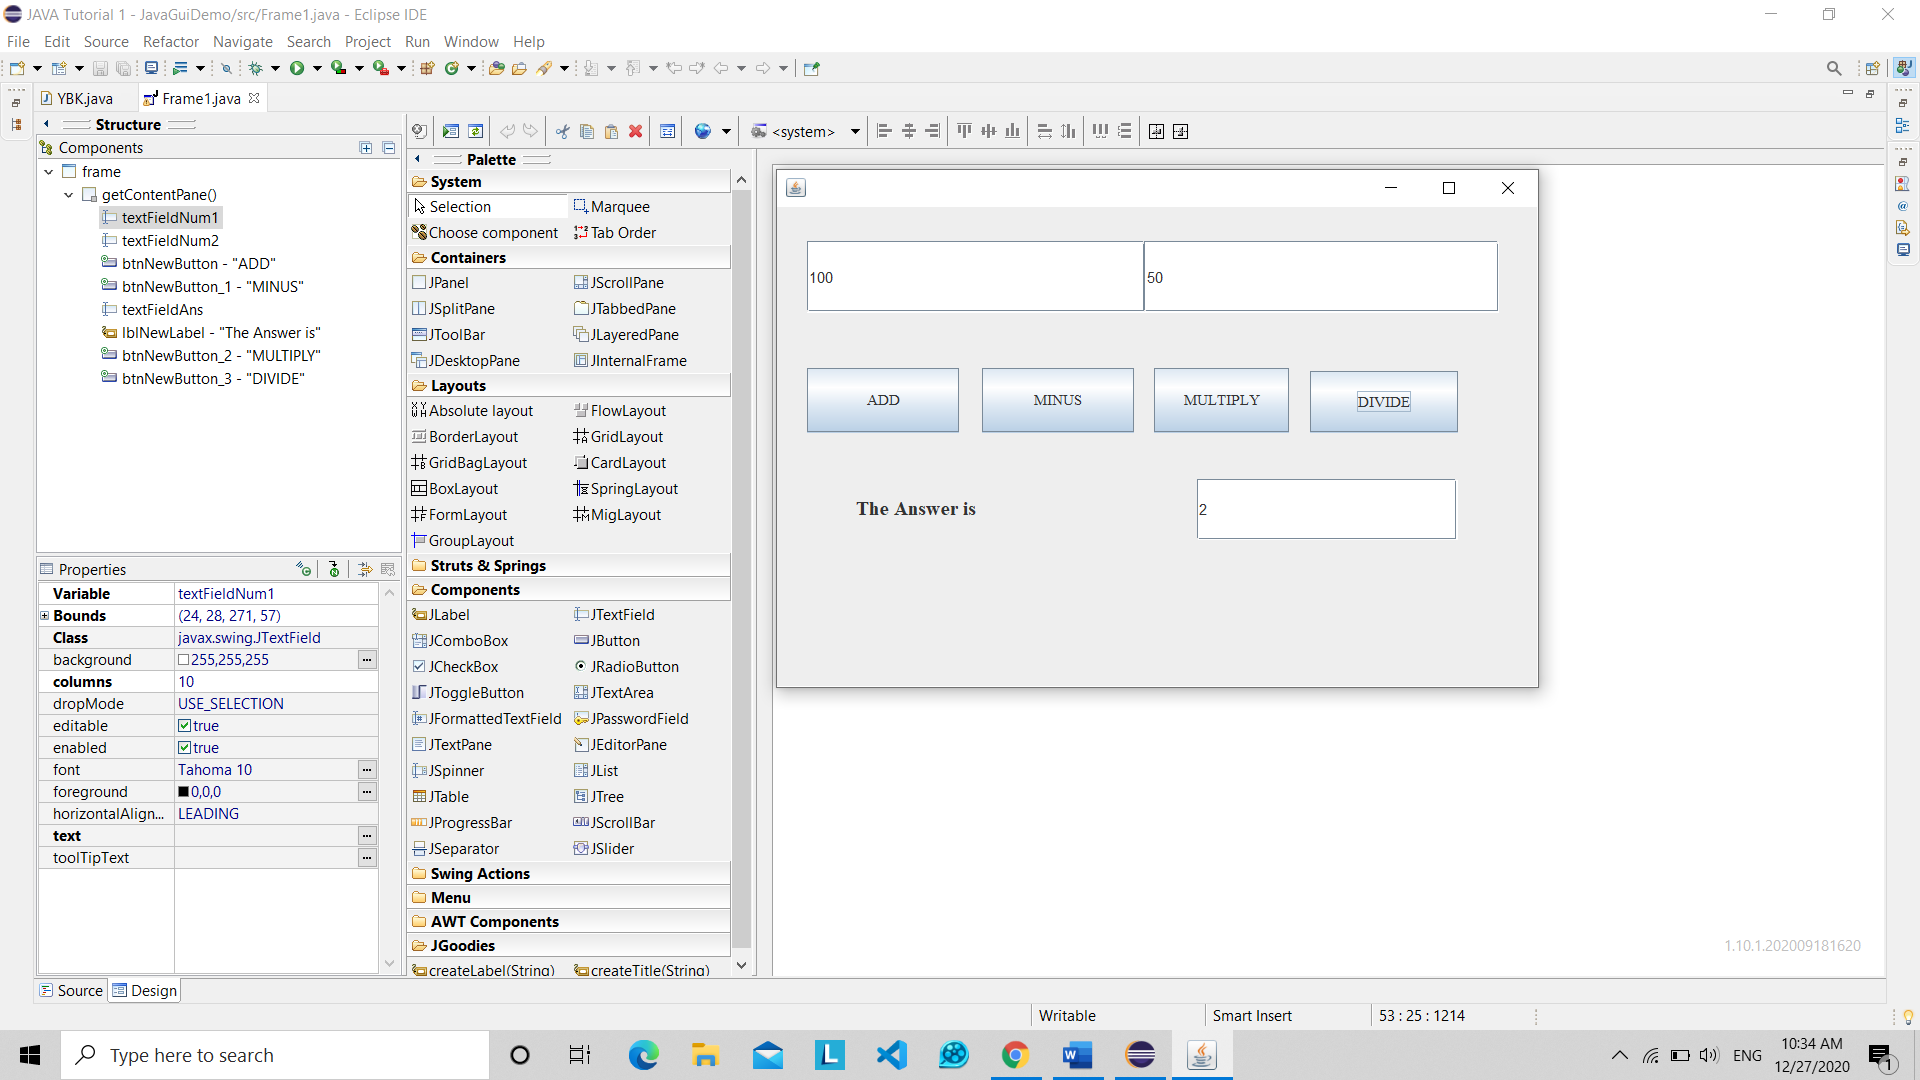 JAVA Tutorial 1 - JavaGuiDemo/src/Frame1.java - Eclipse IDE
File Edit Source Refactor Navigate Search Project Run Window Help
YBK.java Frame1.java
Structure
Components
frame
getContentPane()
textFieldNum1
textFieldNum2
btnNewButton - "ADD"
btnNewButton_1 - "MINUS"
textFieldAns
lblNewLabel - "The Answer is"
btnNewButton_2 - "MULTIPLY"
btnNewButton_3 - "DIVIDE"
Properties
Variable textFieldNum1
Bounds (24, 28, 271, 57)
Class javax.swing.JTextField
background 255,255,255
columns 10
dropMode USE_SELECTION
editable true
enabled true
font Tahoma 10
foreground 0,0,0
horizontalAlign... LEADING
text
toolTipText
<system>
Palette
System
Selection Marquee
Choose component Tab Order
Containers
JPanel JScrollPane
JSplitPane JTabbedPane
JToolBar JLayeredPane
JDesktopPane JInternalFrame
Layouts
Absolute layout FlowLayout
BorderLayout GridLayout
GridBagLayout CardLayout
BoxLayout SpringLayout
FormLayout MigLayout
GroupLayout
Struts & Springs
Components
JLabel JTextField
JComboBox JButton
JCheckBox JRadioButton
JToggleButton JTextArea
JFormattedTextField JPasswordField
JTextPane JEditorPane
JSpinner JList
JTable JTree
JProgressBar JScrollBar
JSeparator JSlider
Swing Actions
Menu
AWT Components
JGoodies
createLabel(String) createTitle(String)
100 50
ADD MINUS MULTIPLY DIVIDE
The Answer is 2
1.10.1.202009181620
Source Design
Writable Smart Insert 53 : 25 : 1214
Type here to search
ENG
10:34 AM
12/27/2020
1